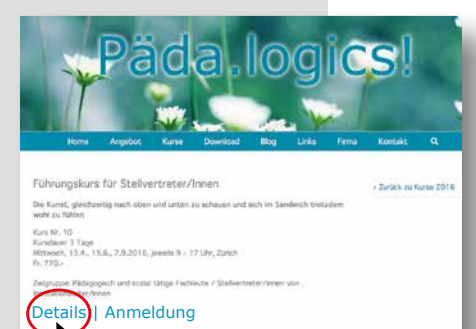 Päda.logics!
Home Angebot Kurse Download Blog Links Firma Kontakt
Führungskurs für Stellvertreter/Innen
› Zurück zu Kurse 2016
Die Kunst, gleichzeitig nach oben und unten zu schauen und sich im Sandwich trotzdem
wohl zu fühlen
Kurs Nr. 10
Kursdauer 3 Tage
Mittwoch, 13.4., 15.6., 7.9.2016, jeweils 9 – 17 Uhr, Zürich
Fr. 770.-
Zielgruppe: Pädagogisch und sozial tätige Fachleute / Stellvertreter/innen von
Details | Anmeldung